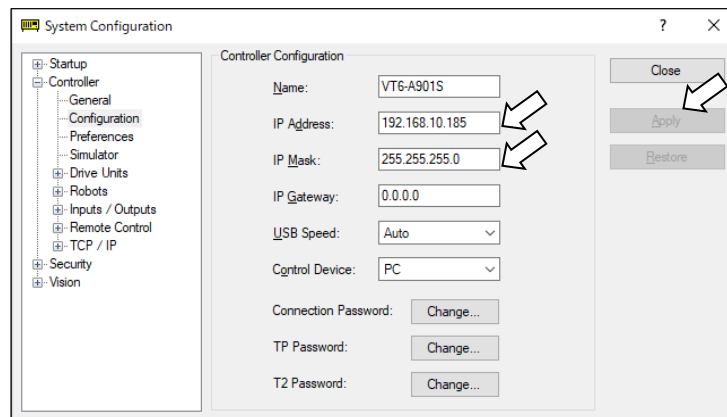 System Configuration
? ×
Startup
Controller
General
Configuration
Preferences
Simulator
Drive Units
Robots
Inputs / Outputs
Remote Control
TCP / IP
Security
Vision
Controller Configuration
Name: VT6-A901S
IP Address: 192.168.10.185
IP Mask: 255.255.255.0
IP Gateway: 0.0.0.0
USB Speed: Auto
Control Device: PC
Connection Password: Change...
TP Password: Change...
T2 Password: Change...
Close
Apply
Restore